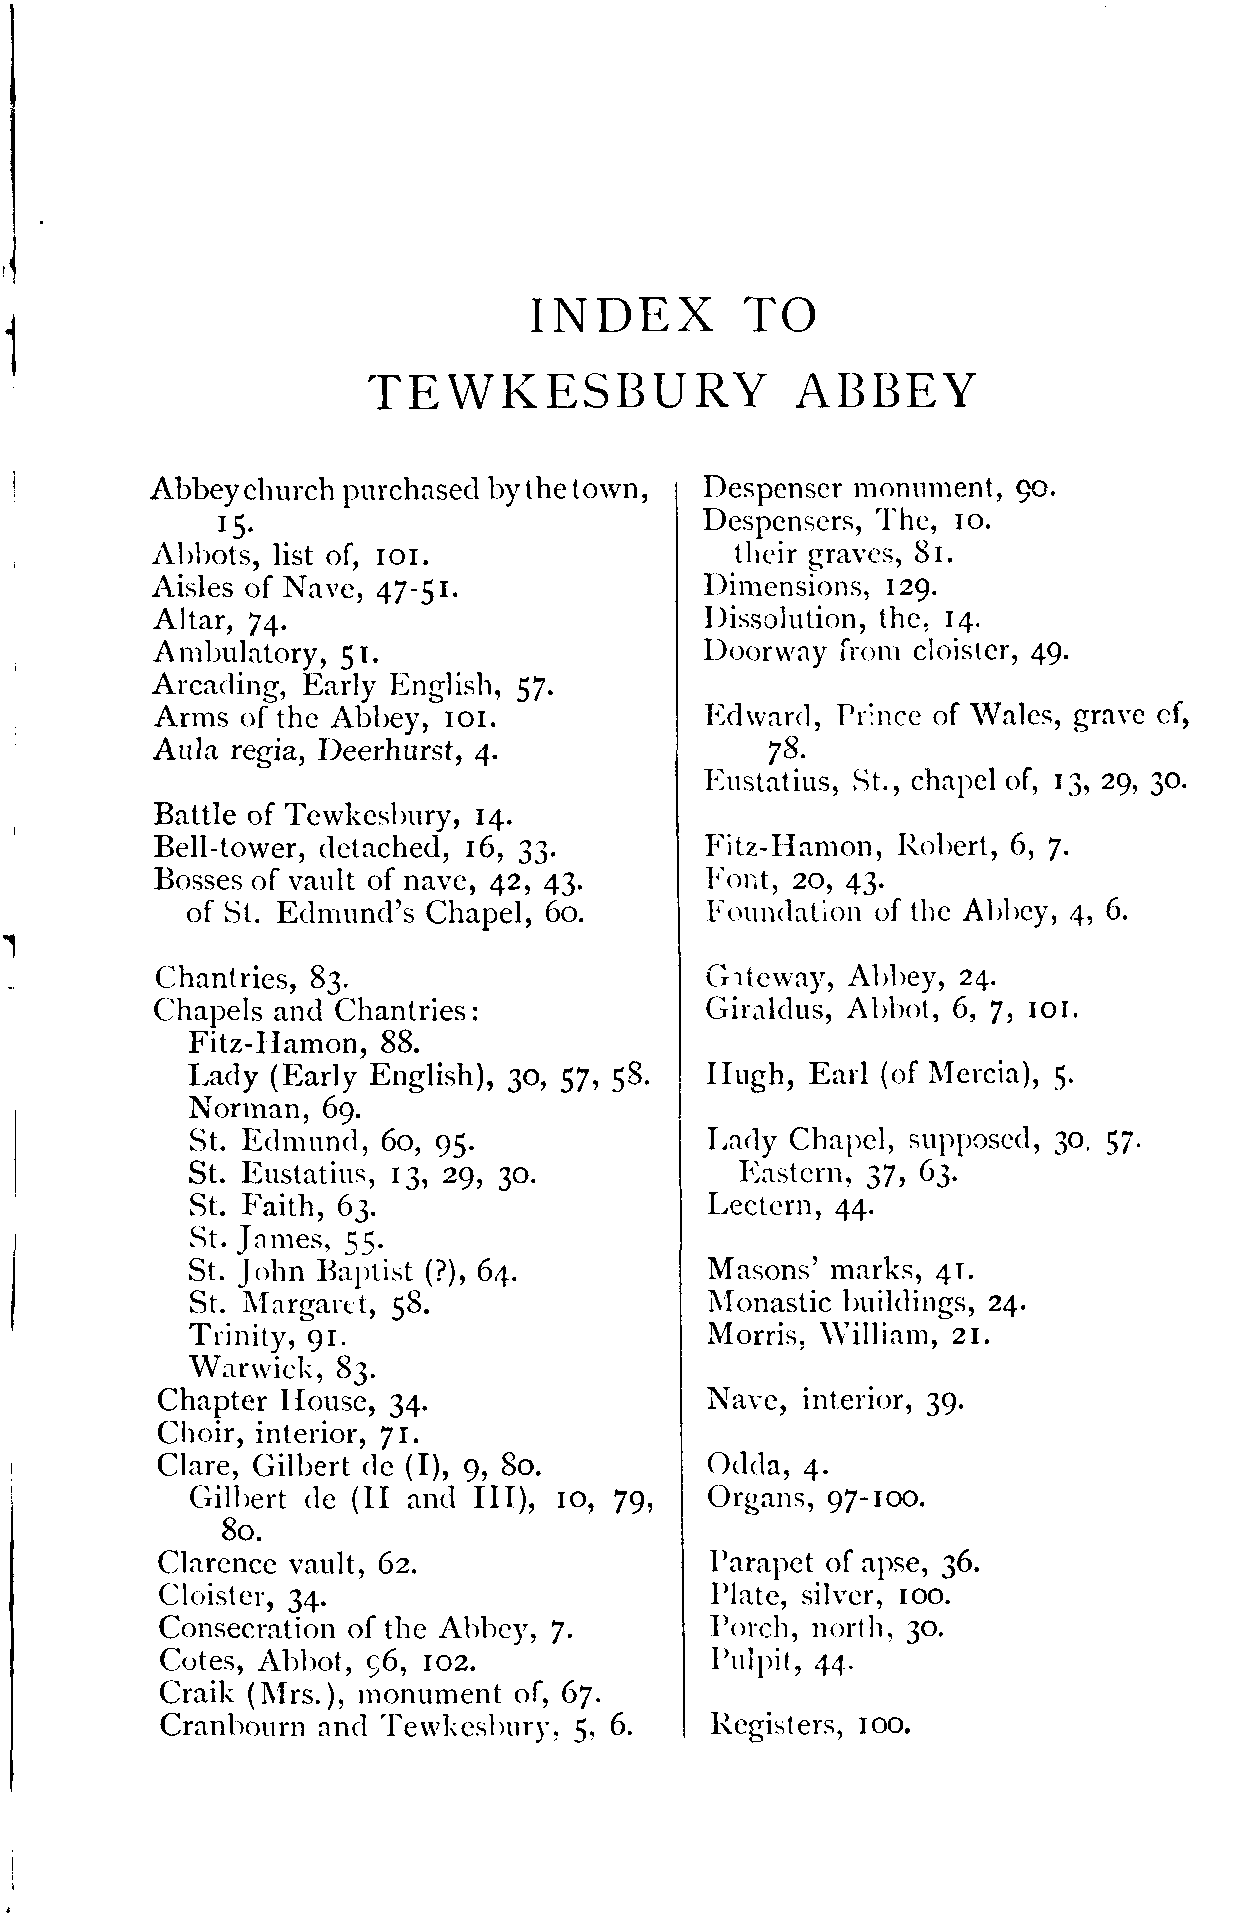 INDEX TO
TEWKESBURY ABBEY
Abbey church purchased by the town,
15.
Abbots, list of, 101.
Aisles of Nave, 47-51.
Altar, 74.
Ambulatory, 51.
Arcading, Early English, 57.
Arms of the Abbey, 101.
Aula regia, Deerhurst, 4.
Battle of Tewkesbury, 14.
Bell-tower, detached, 16, 33.
Bosses of vault of nave, 42, 43.
of St. Edmund's Chapel, 60.
Chantries, 83.
Chapels and Chantries:
Fitz-Hamon, 88.
Lady (Early English), 30, 57, 58.
Norman, 69.
St. Edmund, 60, 95.
St. Eustatius, 13, 29, 30.
St. Faith, 63.
St. James, 55.
St. John Baptist (?), 64.
St. Margaret, 58.
Trinity, 91.
Warwick, 83.
Chapter House, 34.
Choir, interior, 71.
Clare, Gilbert de (I), 9, 80.
Gilbert de (II and III), 10, 79,
80.
Clarence vault, 62.
Cloister, 34.
Consecration of the Abbey, 7.
Cotes, Abbot, 96, 102.
Craik (Mrs.), monument of, 67.
Cranbourn and Tewkesbury, 5, 6.
Despenser monument, 90.
Despensers, The, 10.
their graves, 81.
Dimensions, 129.
Dissolution, the, 14.
Doorway from cloister, 49.
Edward, Prince of Wales, grave of,
78.
Eustatius, St., chapel of, 13, 29, 30.
Fitz-Hamon, Robert, 6, 7.
Font, 20, 43.
Foundation of the Abbey, 4, 6.
Gateway, Abbey, 24.
Giraldus, Abbot, 6, 7, 101.
Hugh, Earl (of Mercia), 5.
Lady Chapel, supposed, 30, 57.
Eastern, 37, 63.
Lectern, 44.
Masons' marks, 41.
Monastic buildings, 24.
Morris, William, 21.
Nave, interior, 39.
Odda, 4.
Organs, 97-100.
Parapet of apse, 36.
Plate, silver, 100.
Porch, north, 30.
Pulpit, 44.
Registers, 100.